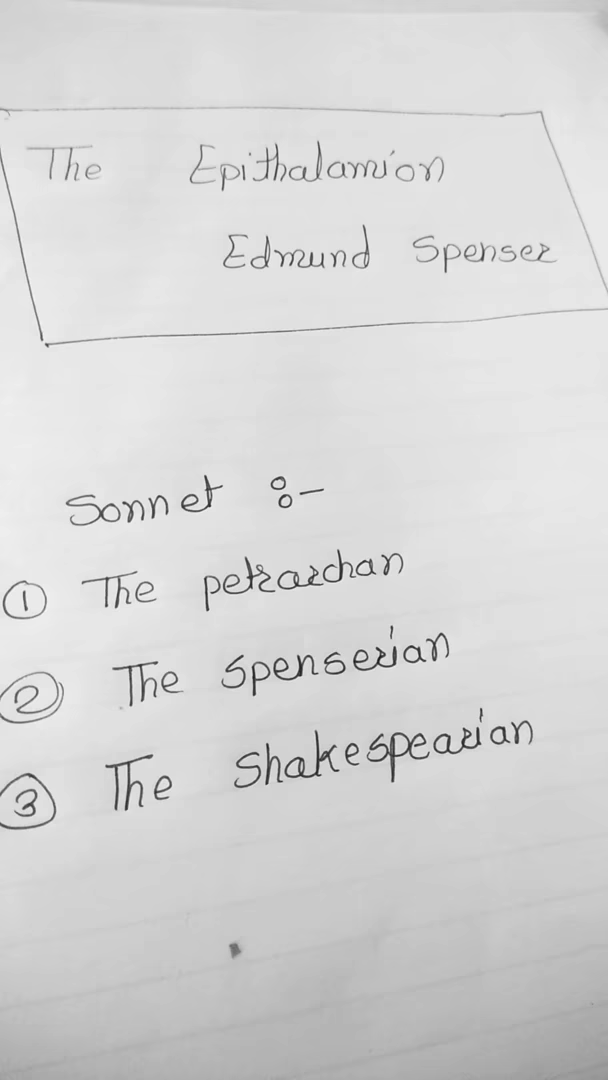 The Epithalamion
Edmund Spenser
Sonnet :-
① The petrarchan
② The Spenserian
③ The Shakespearian